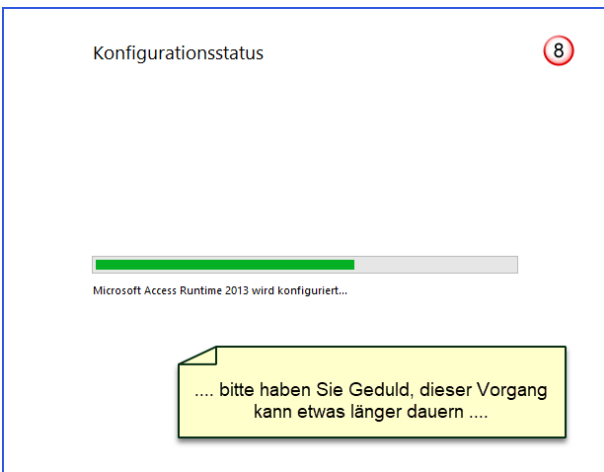 Konfigurationsstatus
8
Microsoft Access Runtime 2013 wird konfiguriert...
.... bitte haben Sie Geduld, dieser Vorgang
kann etwas länger dauern ....